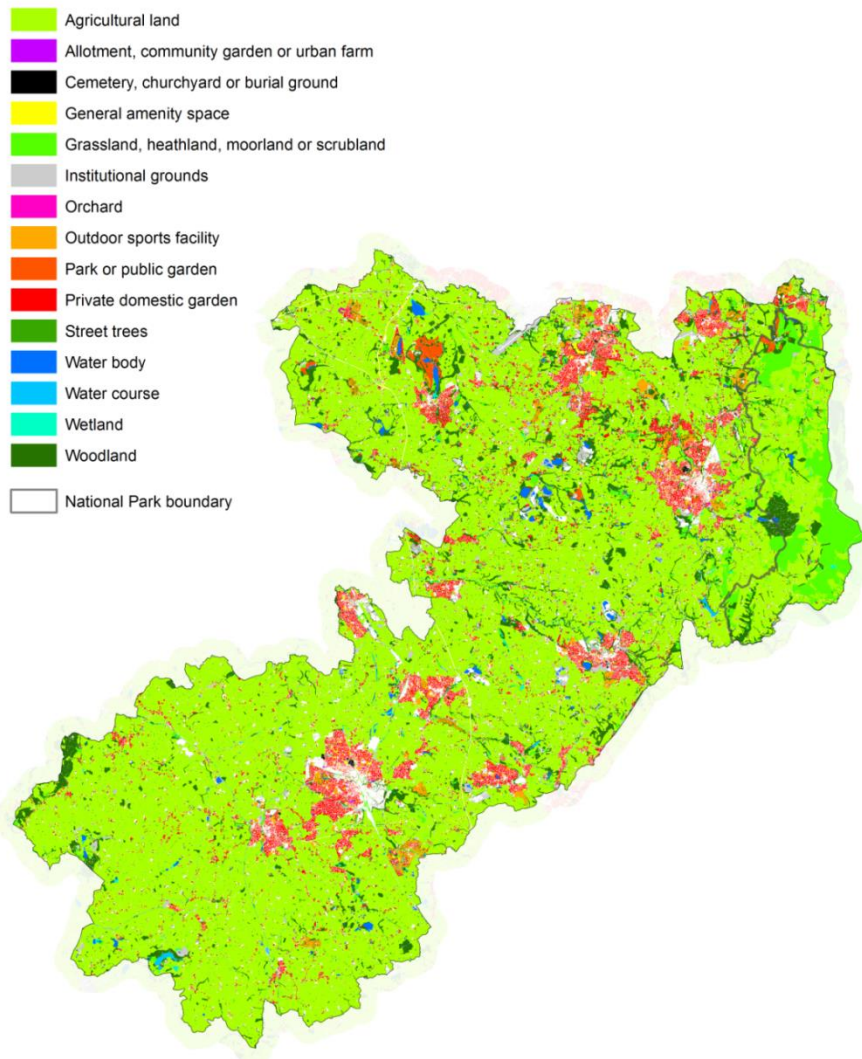 Agricultural land
Allotment, community garden or urban farm
Cemetery, churchyard or burial ground
General amenity space
Grassland, heathland, moorland or scrubland
Institutional grounds
Orchard
Outdoor sports facility
Park or public garden
Private domestic garden
Street trees
Water body
Water course
Wetland
Woodland
National Park boundary